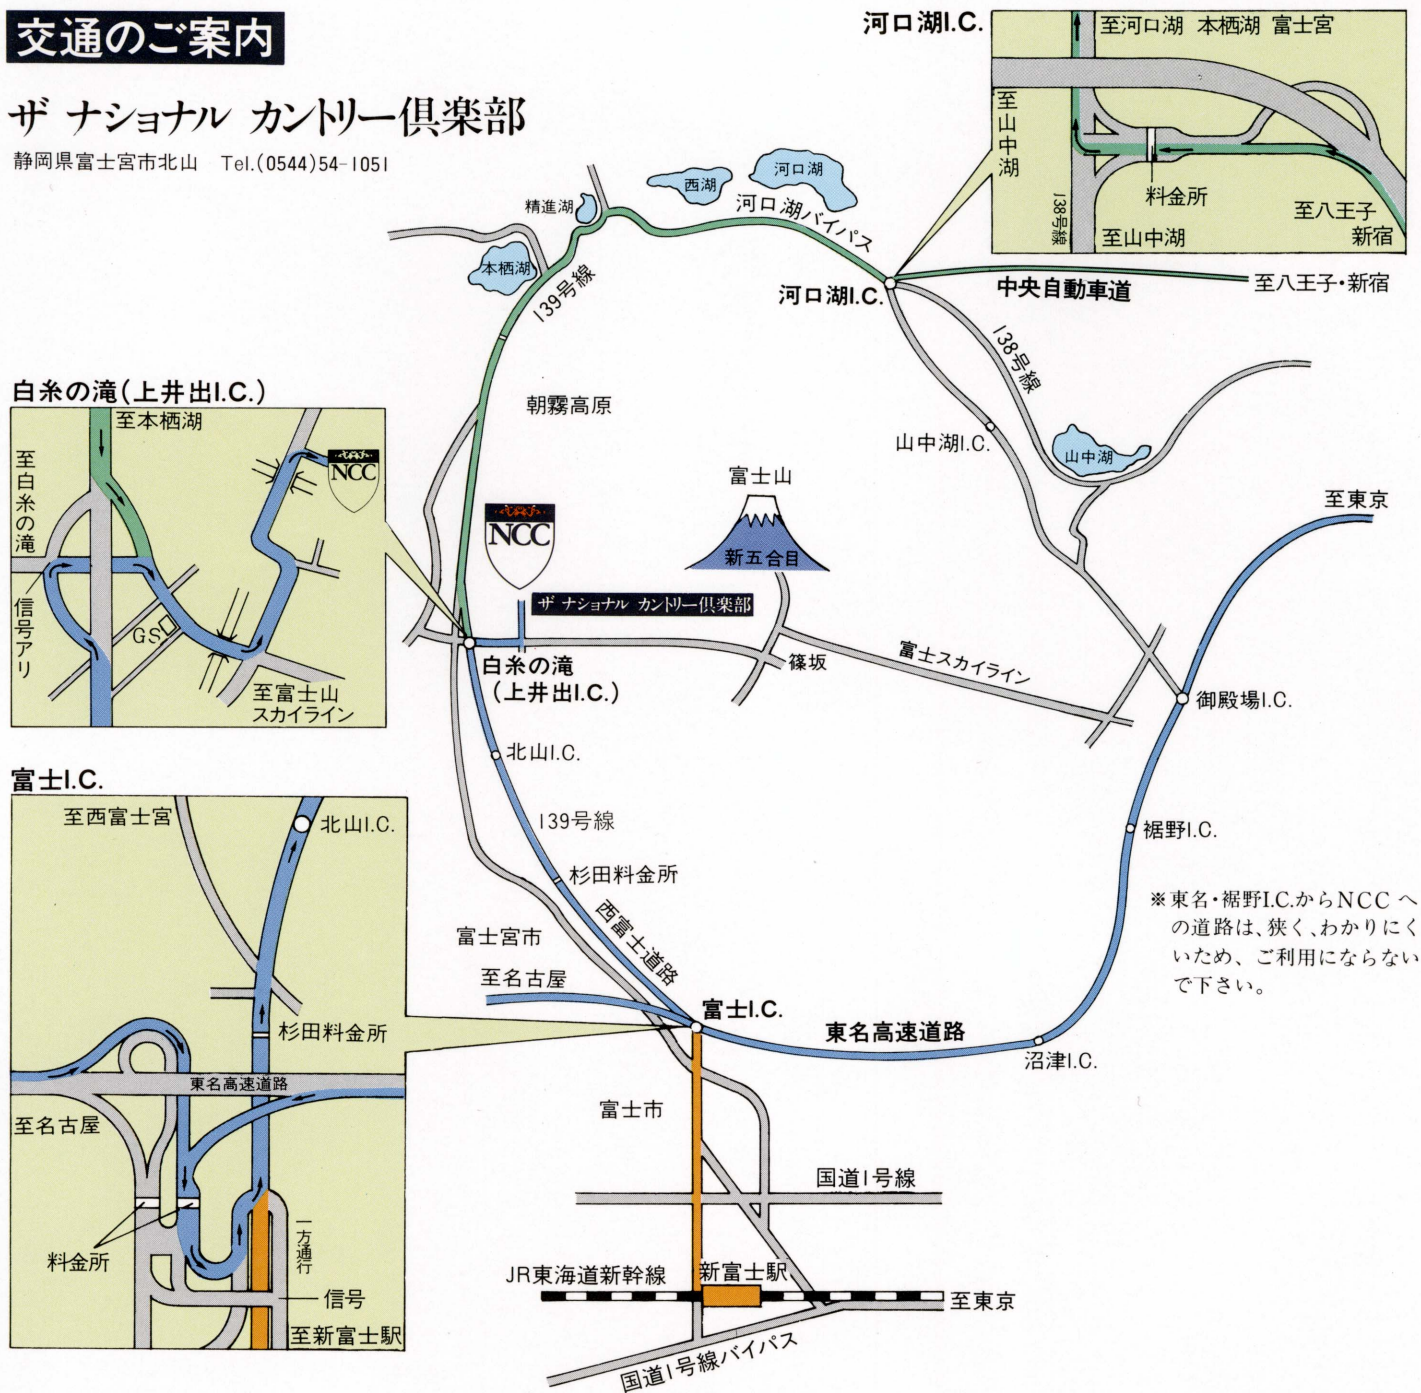 交通のご案内
ザ ナショナル カントリー倶楽部
静岡県富士宮市北山 Tel.(0544)54-1051
河口湖I.C.
至河口湖 本栖湖 富士宮
至山中湖
138号線
料金所
至山中湖
至八王子
新宿
精進湖
西湖
河口湖
河口湖バイパス
本栖湖
139号線
河口湖I.C.
中央自動車道
至八王子・新宿
138号線
朝霧高原
山中湖I.C.
山中湖
白糸の滝(上井出I.C.)
至本栖湖
至白糸の滝
NCC
信号アリ
GS
至富士山
スカイライン
富士山
新五合目
NCC
ザ ナショナル カントリー倶楽部
至東京
白糸の滝
(上井出I.C.)
篠坂
富士スカイライン
御殿場I.C.
北山I.C.
139号線
裾野I.C.
杉田料金所
西富士道路
富士宮市
至名古屋
富士I.C.
東名高速道路
沼津I.C.
※東名・裾野I.C.からNCC へ
の道路は、狭く、わかりにく
いため、ご利用にならない
で下さい。
富士I.C.
至西富士宮
北山I.C.
杉田料金所
東名高速道路
至名古屋
料金所
一方通行
信号
至新富士駅
富士市
国道1号線
JR東海道新幹線
新富士駅
至東京
国道1号線バイパス